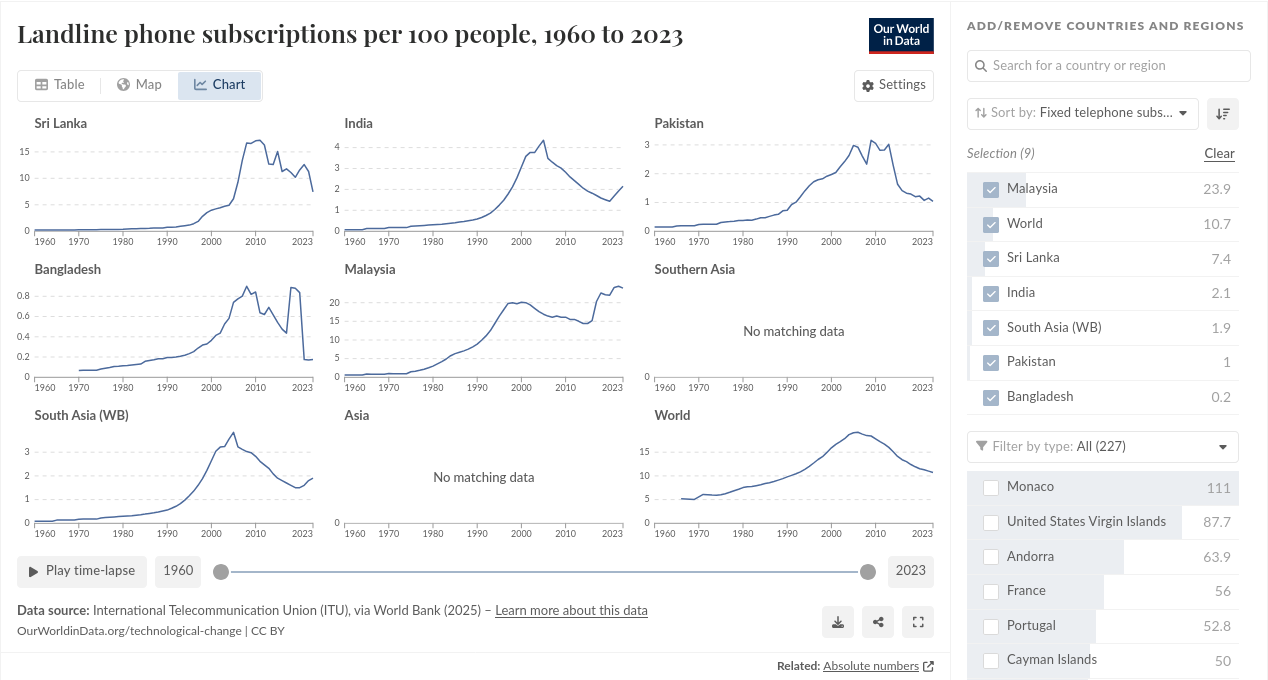 Landline phone subscriptions per 100 people, 1960 to 2023
Our World
in Data
Table
Map
Chart
Settings
Sri Lanka
15
10
5
0
1960 1970 1980 1990 2000 2010 2023
India
4
3
2
1
0
1960 1970 1980 1990 2000 2010 2023
Pakistan
3
2
1
0
1960 1970 1980 1990 2000 2010 2023
Bangladesh
0.8
0.6
0.4
0.2
0
1960 1970 1980 1990 2000 2010 2023
Malaysia
20
15
10
5
0
1960 1970 1980 1990 2000 2010 2023
Southern Asia
No matching data
0
1960 1970 1980 1990 2000 2010 2023
South Asia (WB)
3
2
1
0
1960 1970 1980 1990 2000 2010 2023
Asia
No matching data
0
1960 1970 1980 1990 2000 2010 2023
World
15
10
5
0
1960 1970 1980 1990 2000 2010 2023
Play time-lapse
1960
2023
Data source: International Telecommunication Union (ITU), via World Bank (2025) – Learn more about this data
OurWorldinData.org/technological-change | CC BY
Related: Absolute numbers
ADD/REMOVE COUNTRIES AND REGIONS
Search for a country or region
Sort by: Fixed telephone subs...
Selection (9)
Clear
Malaysia 23.9
World 10.7
Sri Lanka 7.4
India 2.1
South Asia (WB) 1.9
Pakistan 1
Bangladesh 0.2
Filter by type: All (227)
Monaco 111
United States Virgin Islands 87.7
Andorra 63.9
France 56
Portugal 52.8
Cayman Islands 50